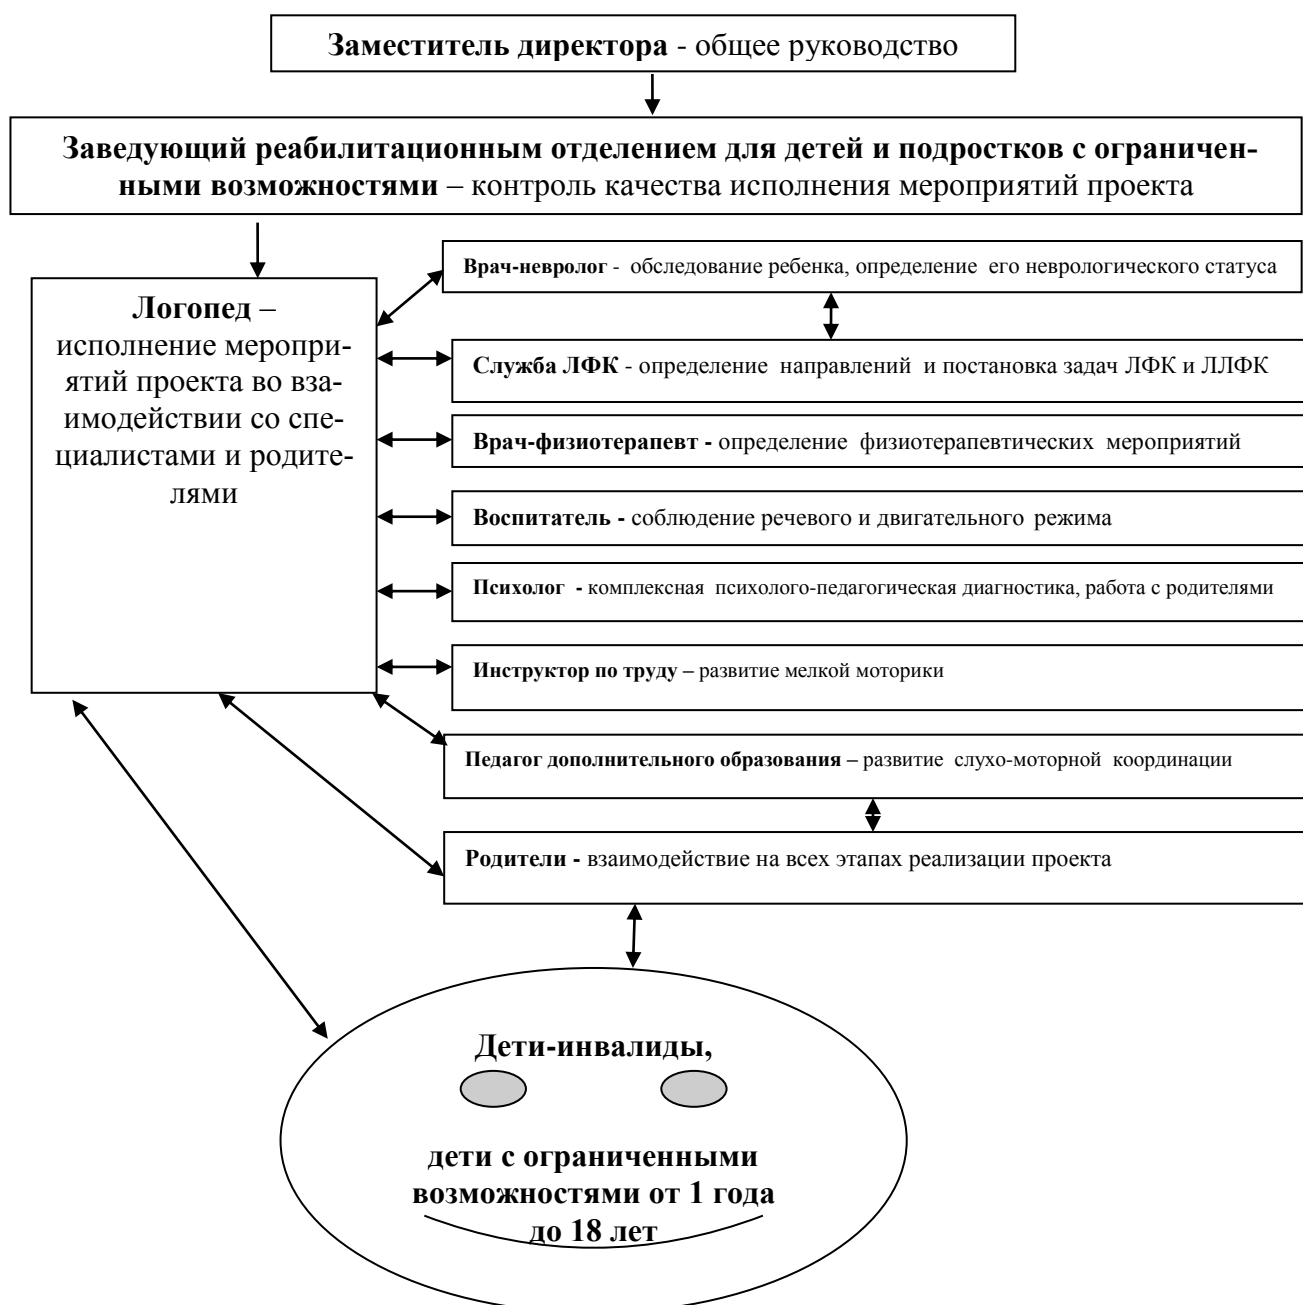 Заместитель директора - общее руководство
Заведующий реабилитационным отделением для детей и подростков с ограничен-
ными возможностями – контроль качества исполнения мероприятий проекта
Логопед –
исполнение меропри-
ятий проекта во вза-
имодействии со спе-
циалистами и родите-
лями
Врач-невролог - обследование ребенка, определение его неврологического статуса
Служба ЛФК - определение направлений и постановка задач ЛФК и ЛЛФК
Врач-физиотерапевт - определение физиотерапевтических мероприятий
Воспитатель - соблюдение речевого и двигательного режима
Психолог - комплексная психолого-педагогическая диагностика, работа с родителями
Инструктор по труду – развитие мелкой моторики
Педагог дополнительного образования – развитие слухо-моторной координации
Родители - взаимодействие на всех этапах реализации проекта
Дети-инвалиды,
дети с ограниченными
возможностями от 1 года
до 18 лет